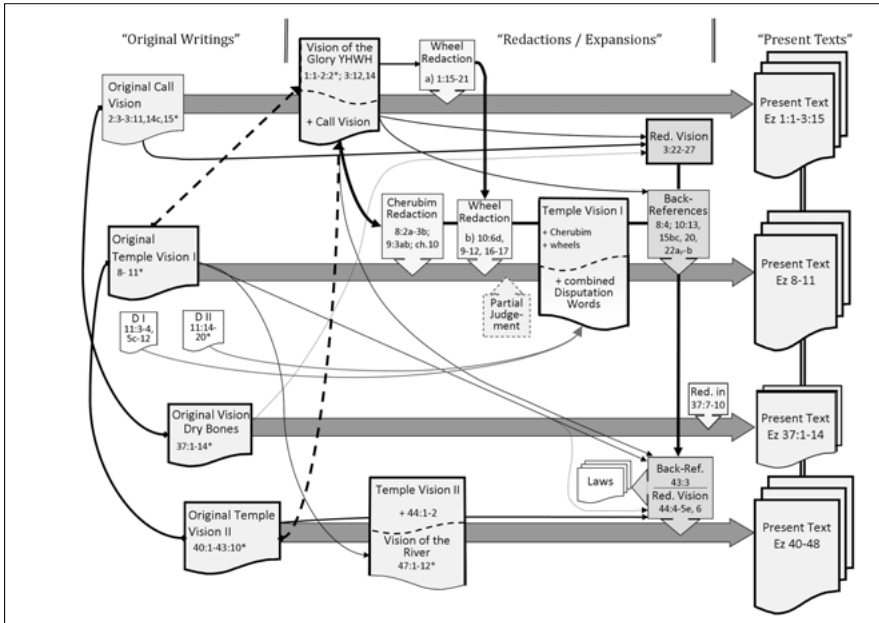 “Original Writings”
“Redactions / Expansions”
“Present Texts”
Original Call
Vision
2:3-3:11,14c,15*
Vision of the
Glory YHWH
1:1-2:2*; 3:12,14
+ Call Vision
Wheel
Redaction
a) 1:15-21
Red. Vision
3:22-27
Present Text
Ez 1:1-3:15
Original
Temple Vision I
8- 11*
Cherubim
Redaction
8:2a-3b;
9:3ab; ch.10
Wheel
Redaction
b) 10:6d,
9-12, 16-17
Temple Vision I
+ Cherubim
+ wheels
+ combined
Disputation
Words
Back-
References
8:4; 10:13,
15bc, 20,
22aγ-b
Present Text
Ez 8-11
Partial
Judge-
ment
D I
11:3-4,
5c-12
D II
11:14-
20*
Original Vision
Dry Bones
37:1-14*
Red. in
37:7-10
Present Text
Ez 37:1-14
Original Temple
Vision II
40:1-43:10*
Temple Vision II
+ 44:1-2
Vision of the
River
47:1-12*
Laws
Back-Ref.
43:3
Red. Vision
44:4-5e, 6
Present Text
Ez 40-48